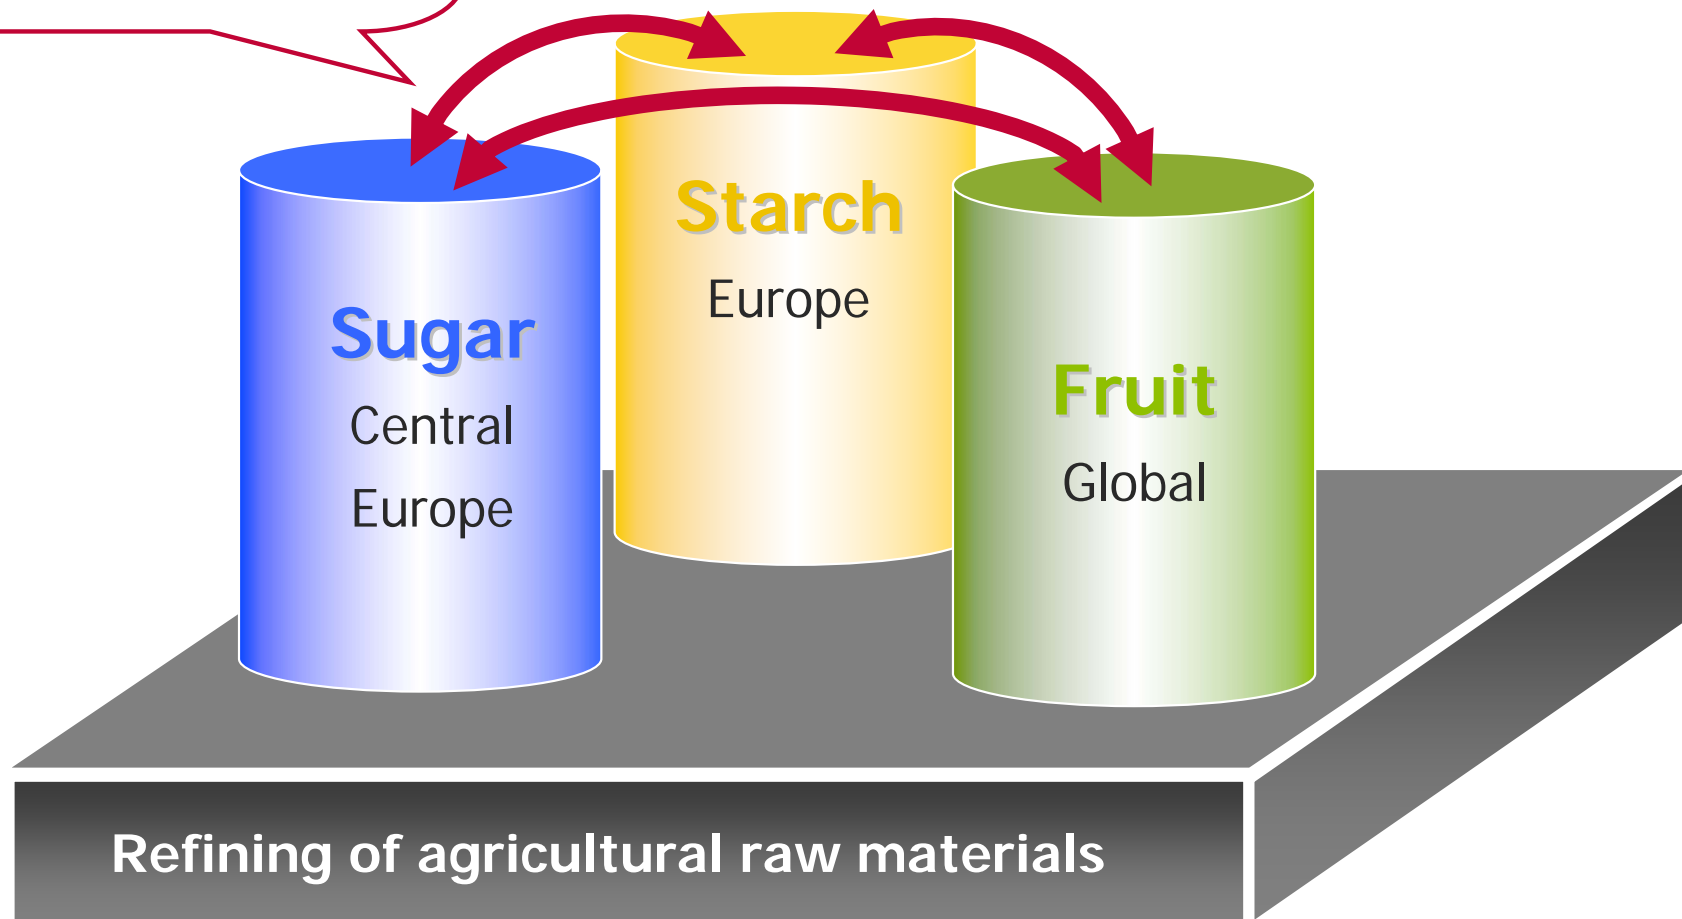 Starch
Europe
Sugar
Central
Europe
Fruit
Global
Refining of agricultural raw materials